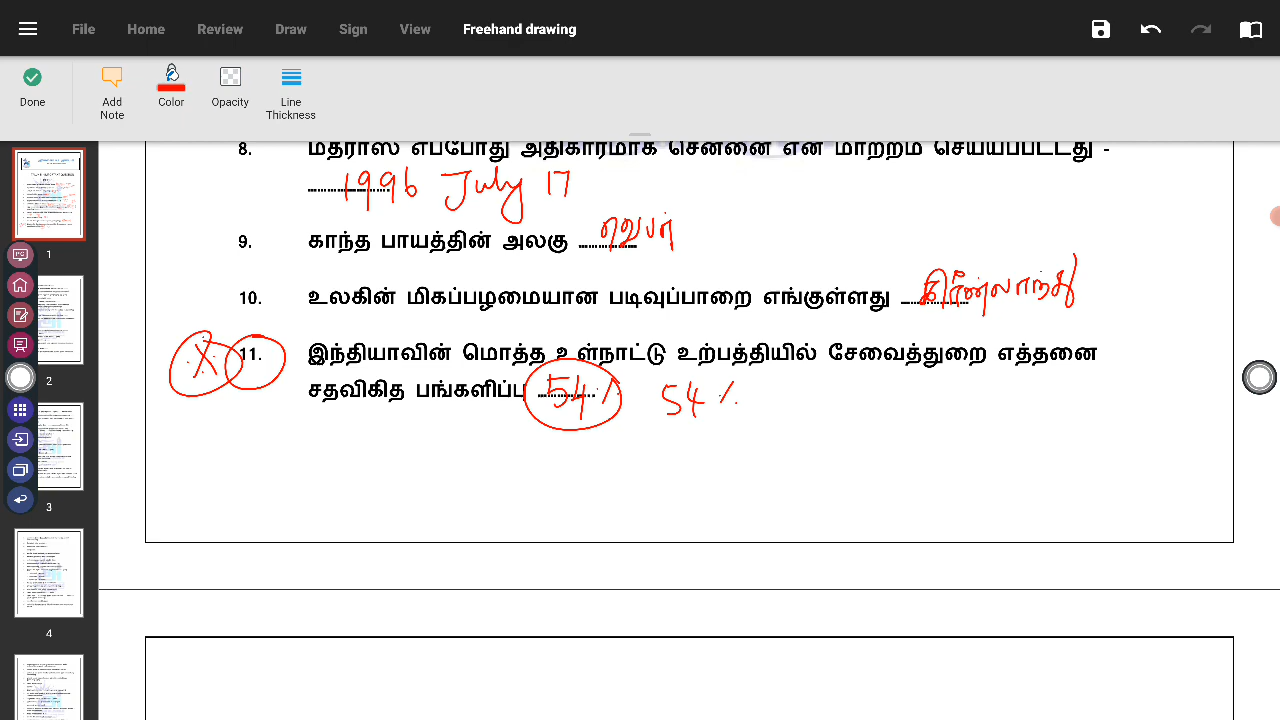 File Home Review Draw Sign View Freehand drawing
Done Add Note Color Opacity Line Thickness
8. மதராஸ் எப்போது அதிகாரமாக சென்னை என மாற்றம் செய்யப்பட்டது -
.................. 1996 July 17
9. காந்த பாயத்தின் அலகு ............... வெபர்
10. உலகின் மிகப்பழமையான படிவுப்பாறை எங்குள்ளது ................. கிரீன்லாந்து
11. இந்தியாவின் மொத்த உள்நாட்டு உற்பத்தியில் சேவைத்துறை எத்தனை
சதவிகித பங்களிப்பு ............... 54% 54%
1
2
3
4